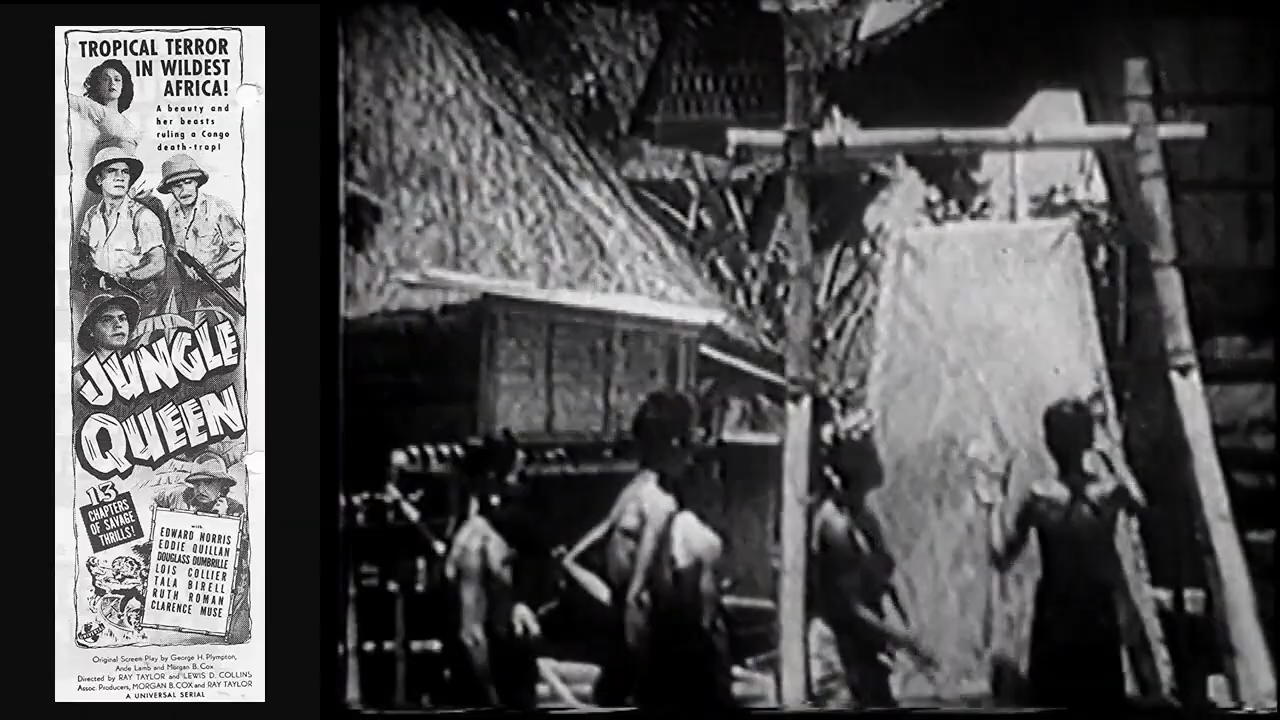 TROPICAL TERROR
IN WILDEST
AFRICA!
A beauty and
her beasts
ruling a Congo
death-trap!
JUNGLE
QUEEN
13
CHAPTERS
OF SAVAGE
THRILLS!
with
EDWARD NORRIS
EDDIE QUILLAN
DOUGLASS DUMBRILLE
LOIS COLLIER
TALA BIRELL
RUTH ROMAN
CLARENCE MUSE
Original Screen Play by George H. Plympton,
Ande Lamb and Morgan B. Cox
Directed by RAY TAYLOR and LEWIS D. COLLINS
Assoc. Producers, MORGAN B. COX and RAY TAYLOR
A UNIVERSAL SERIAL